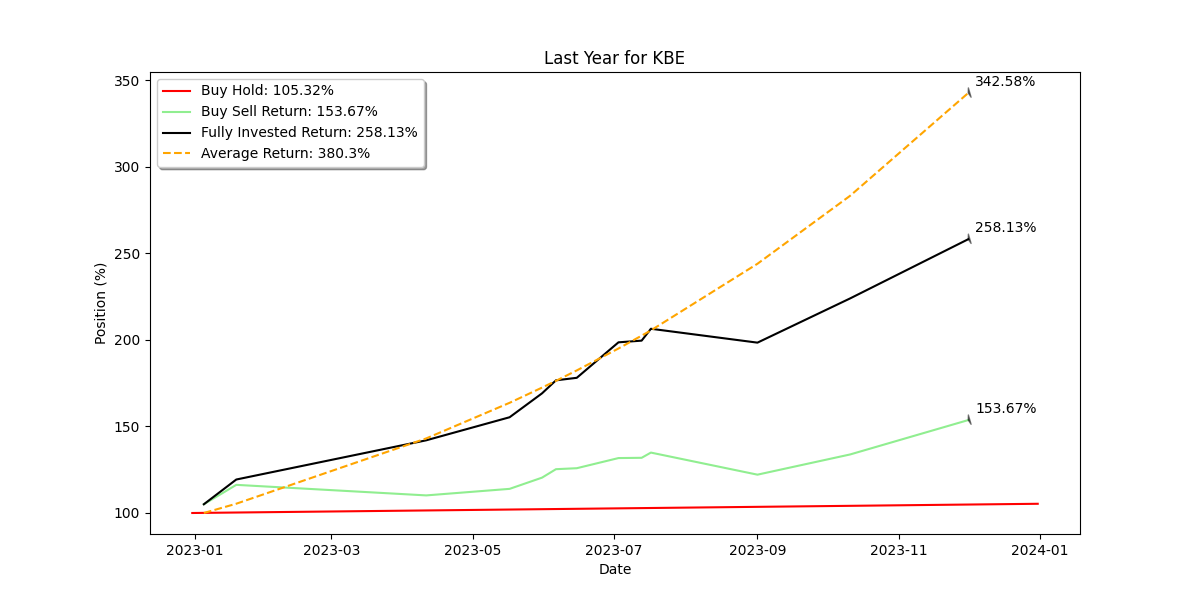 Last Year for KBE
Buy Hold: 105.32%
Buy Sell Return: 153.67%
Fully Invested Return: 258.13%
Average Return: 380.3%
342.58%
258.13%
153.67%
350
300
250
200
150
100
Position (%)
2023-01 2023-03 2023-05 2023-07 2023-09 2023-11 2024-01
Date